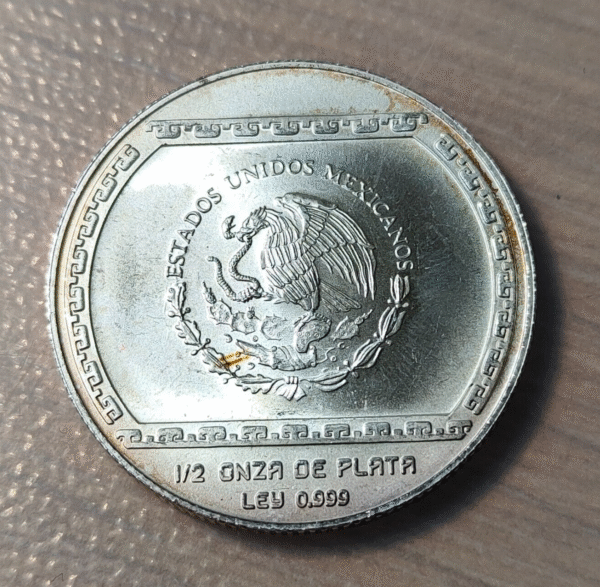 ESTADOS UNIDOS MEXICANOS
1/2 ONZA DE PLATA
LEY 0.999